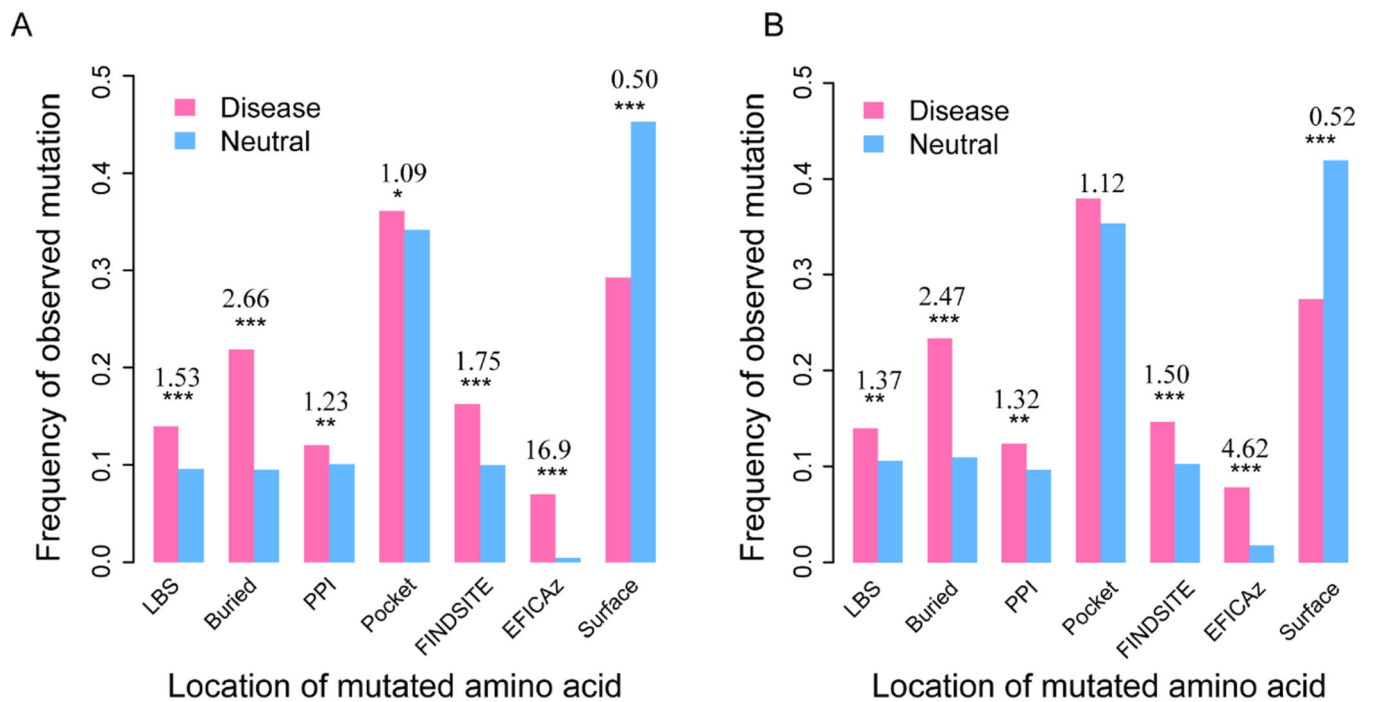 A
Frequency of observed mutation
0.5
0.4
0.3
0.2
0.1
0.0
Disease
Neutral
1.53
***
2.66
***
1.23
**
1.09
*
1.75
***
16.9
***
0.50
***
LBS
Buried
PPI
Pocket
FINDSITE
EFICAz
Surface
Location of mutated amino acid
B
Frequency of observed mutation
0.5
0.4
0.3
0.2
0.1
0.0
Disease
Neutral
1.37
**
2.47
***
1.32
**
1.12
1.50
***
4.62
***
0.52
***
LBS
Buried
PPI
Pocket
FINDSITE
EFICAz
Surface
Location of mutated amino acid